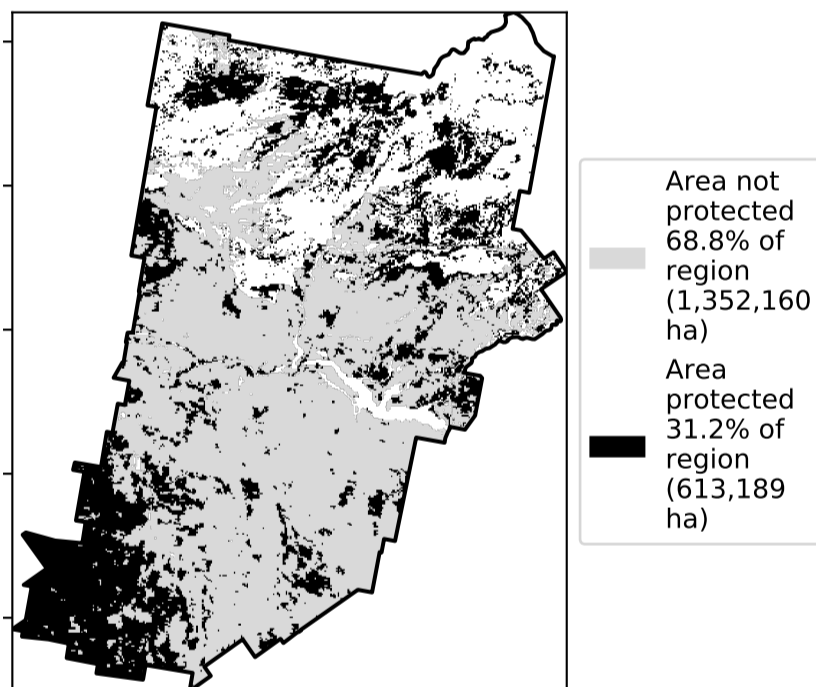 Area not
protected
68.8% of
region
(1,352,160
ha)
Area
protected
31.2% of
region
(613,189
ha)